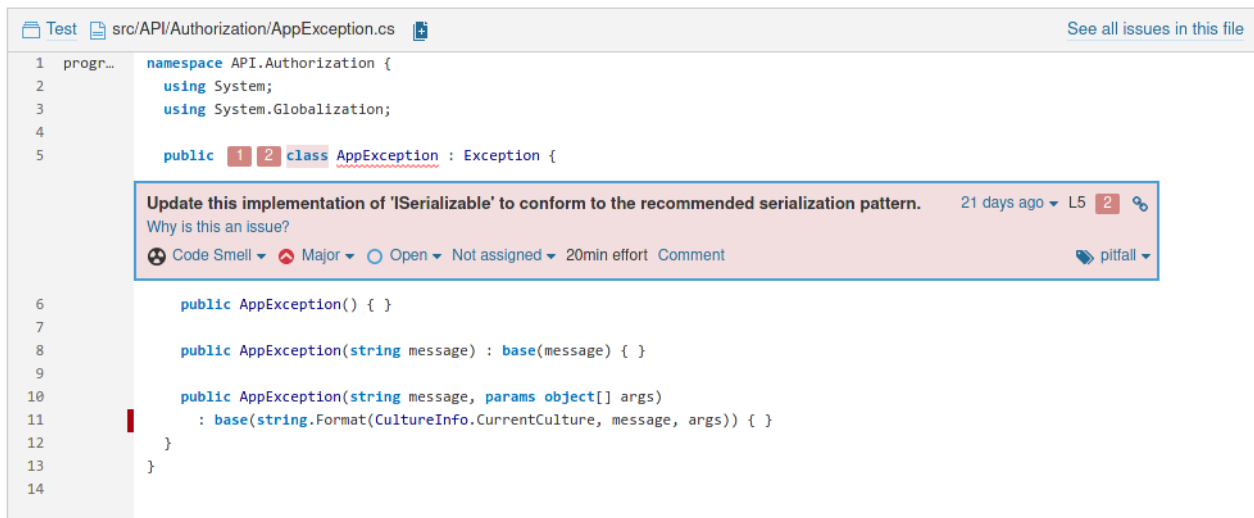 Test src/API/Authorization/AppException.cs See all issues in this file
1 progr… namespace API.Authorization {
2 using System;
3 using System.Globalization;
4
5 public 1 2 class AppException : Exception {
Update this implementation of 'ISerializable' to conform to the recommended serialization pattern. 21 days ago L5 2
Why is this an issue?
Code Smell Major Open Not assigned 20min effort Comment pitfall
6 public AppException() { }
7
8 public AppException(string message) : base(message) { }
9
10 public AppException(string message, params object[] args)
11 : base(string.Format(CultureInfo.CurrentCulture, message, args)) { }
12 }
13 }
14